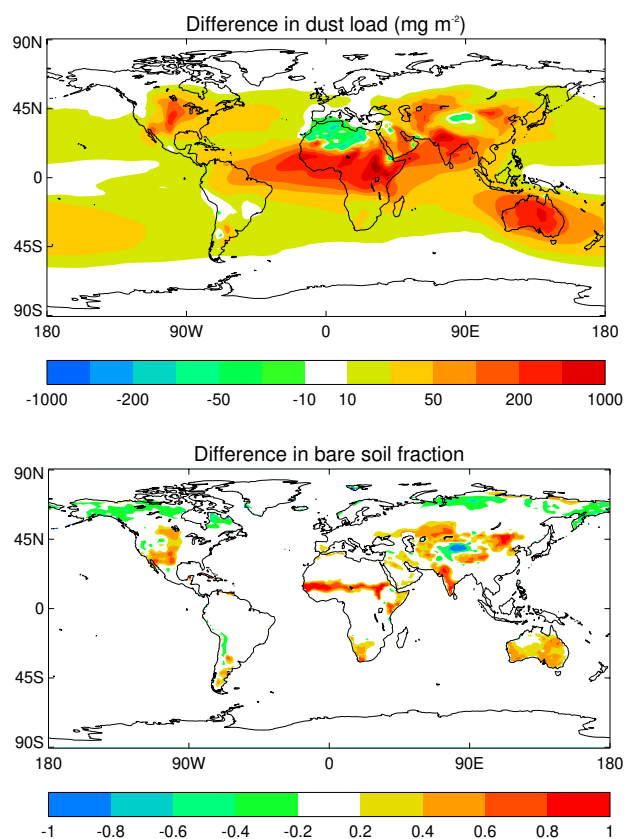 Difference in dust load (mg m-2)
90N
45N
0
45S
90S
180 90W 0 90E 180
-1000 -200 -50 -10 10 50 200 1000
Difference in bare soil fraction
90N
45N
0
45S
90S
180 90W 0 90E 180
-1 -0.8 -0.6 -0.4 -0.2 0.2 0.4 0.6 0.8 1